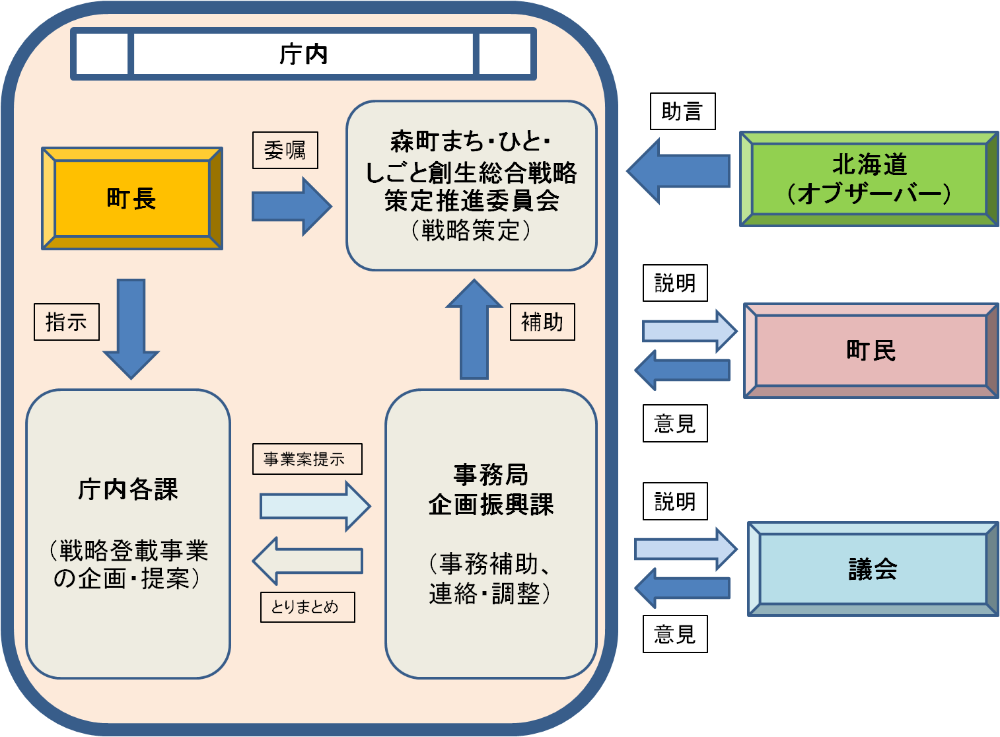 庁内
助言
森町まち・ひと・
しごと創生総合戦略
策定推進委員会
（戦略策定）
委嘱
町長
北海道
（オブザーバー）
説明
指示
補助
町民
意見
事業案提示
庁内各課
（戦略登載事業
の企画・提案）
事務局
企画振興課
（事務補助、
連絡・調整）
とりまとめ
説明
議会
意見